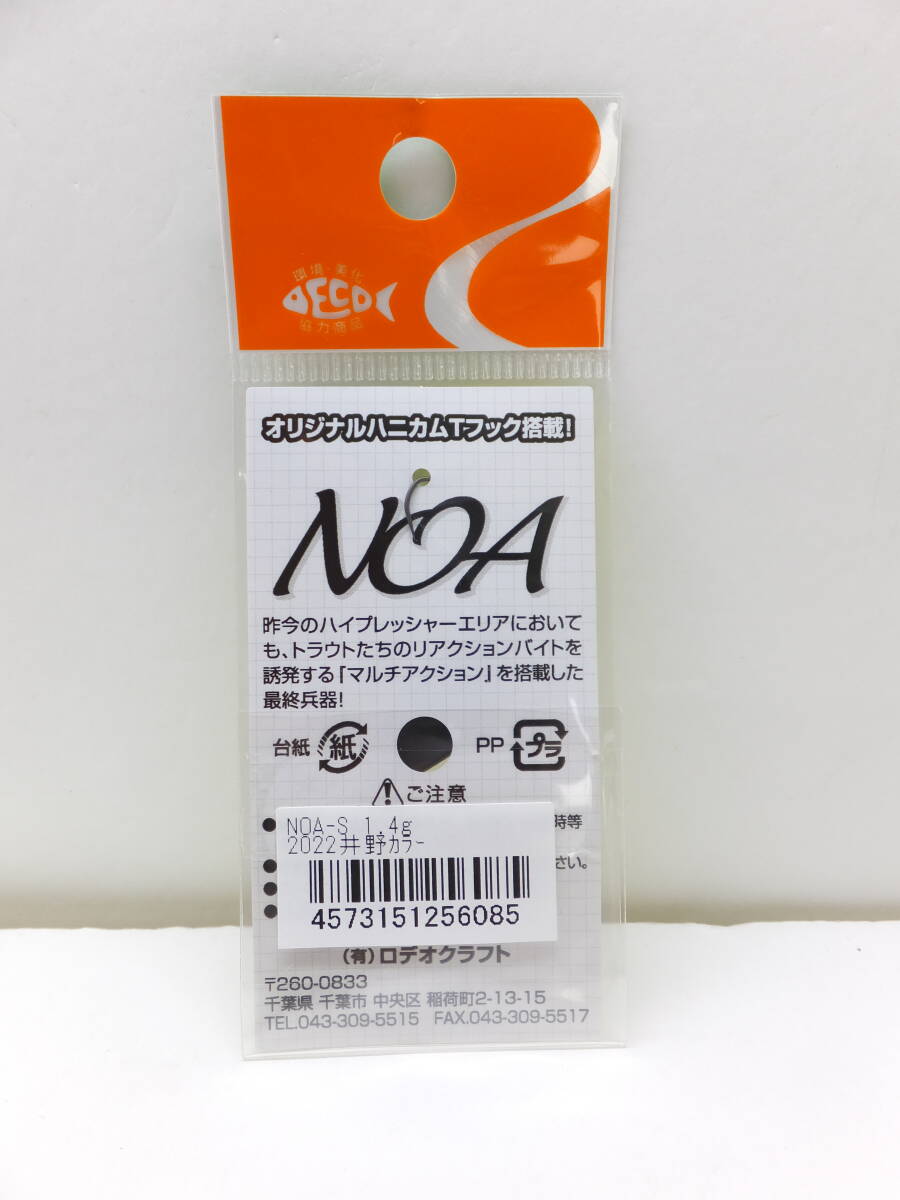 環境・美化
ECO
協力商品
オリジナルハニカムTフック搭載!
NOA
昨今のハイプレッシャーエリアにおいて
も、トラウトたちのリアクションバイトを
誘発する『マルチアクション』を搭載した
最終兵器!
台紙 紙 PP プラ
ご注意
時等
さい。
NOA-S 1.4g
2022井野ｶﾗｰ
4573151256085
(有)ロデオクラフト
〒260-0833
千葉県 千葉市 中央区 稲荷町2-13-15
TEL.043-309-5515 FAX.043-309-5517